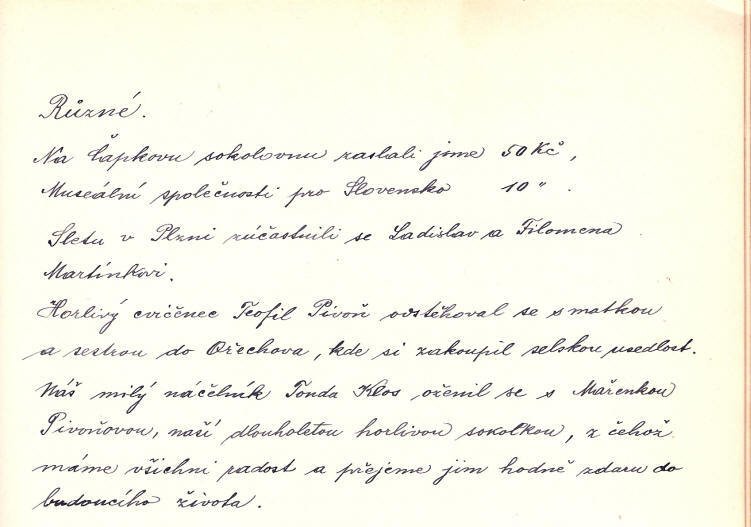 Různé.
Na Čapkovu sokolovnu zaslali jsme 50 Kč,
Museální společnosti pro Slovensko 10 " .
Sletu v Plzni zúčastnili se Ladislav a Filomena
Martínkovi.
Horlivý cvičenec Teofil Pivoň odstěhoval se s matkou
a sestrou do Ořechova, kde si zakoupil selskou usedlost.
Náš milý náčelník Tonda Klos oženil se s Mařenkou
Pivoňovou, naší dlouholetou horlivou sokolkou, z čehož
máme všichni radost a přejeme jim hodně zdaru do
budoucího života.